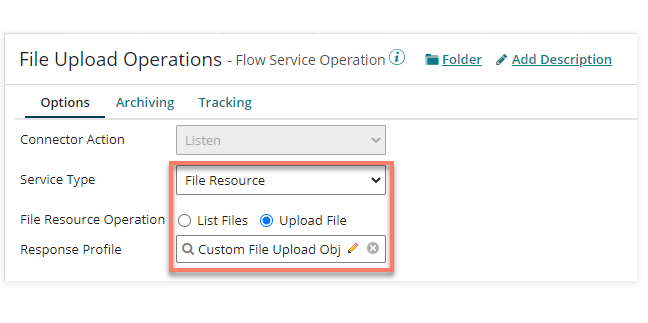 File Upload Operations - Flow Service Operation i Folder Add Description
Options Archiving Tracking
Connector Action Listen
Service Type File Resource
File Resource Operation List Files Upload File
Response Profile Custom File Upload Obj